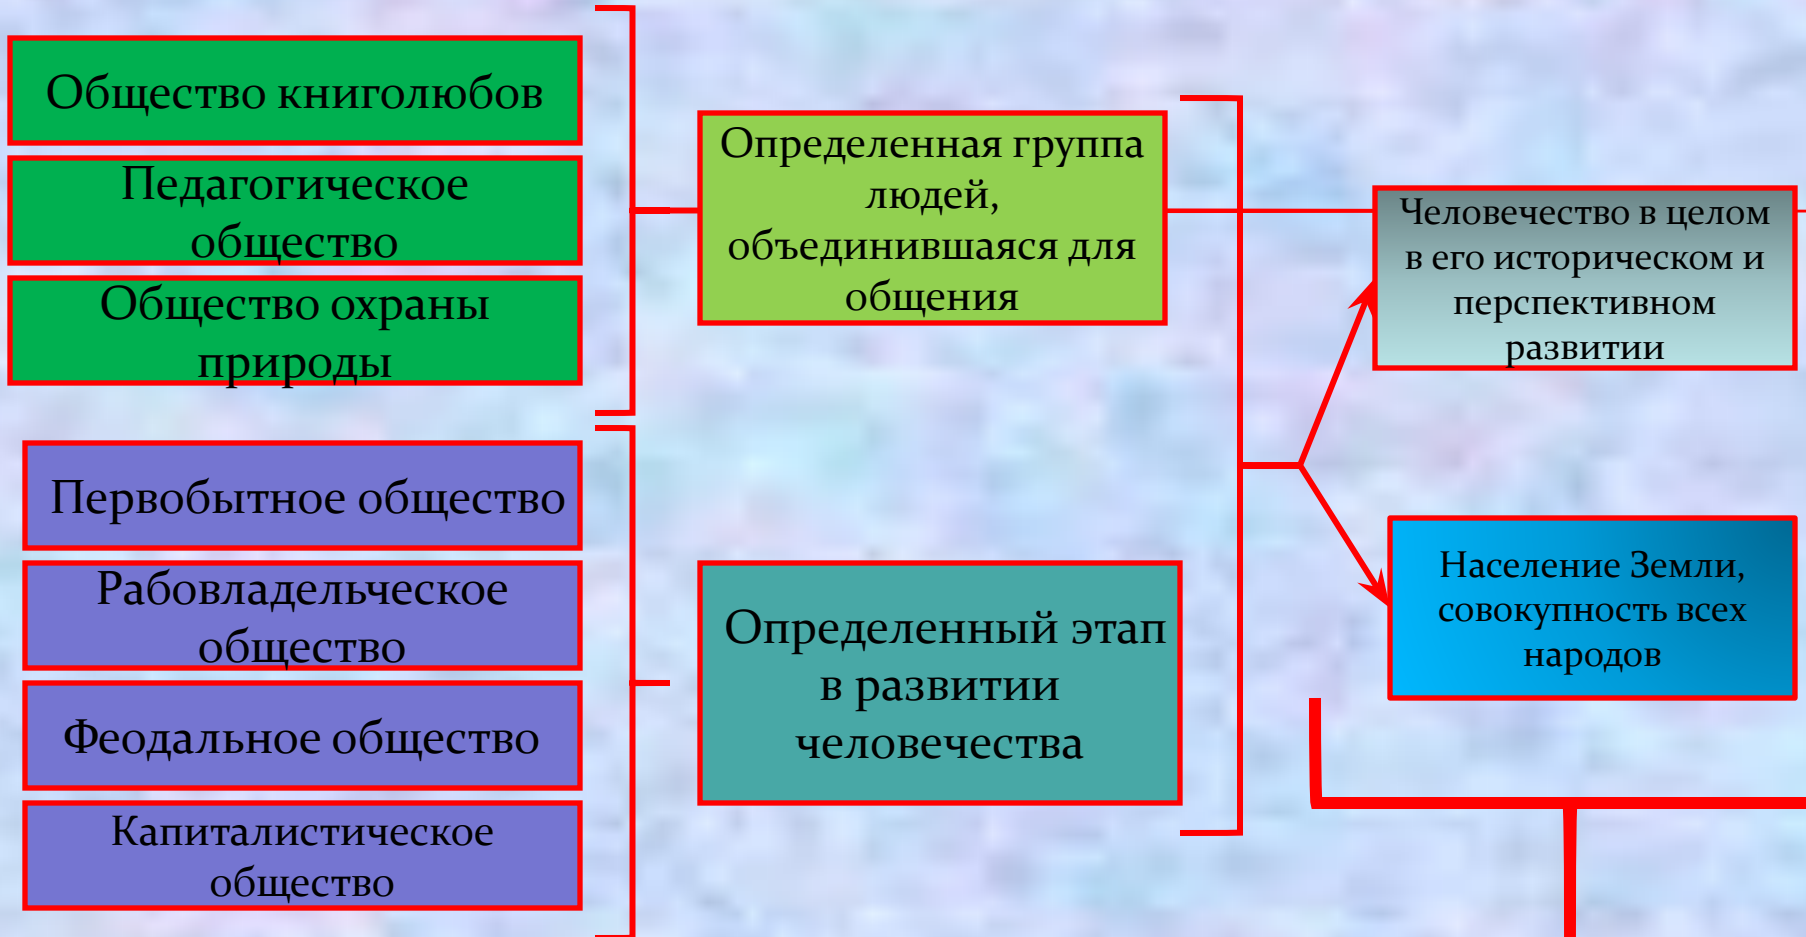 Общество книголюбов
Педагогическое
общество
Общество охраны
природы
Первобытное общество
Рабовладельческое
общество
Феодальное общество
Капиталистическое
общество
Определенная группа
людей,
объединившаяся для
общения
Определенный этап
в развитии
человечества
Человечество в целом
в его историческом и
перспективном
развитии
Население Земли,
совокупность всех
народов